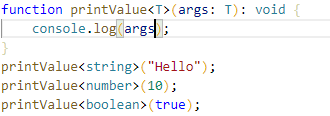 function printValue<T>(args: T): void {
    console.log(args);
}
printValue<string>("Hello");
printValue<number>(10);
printValue<boolean>(true);